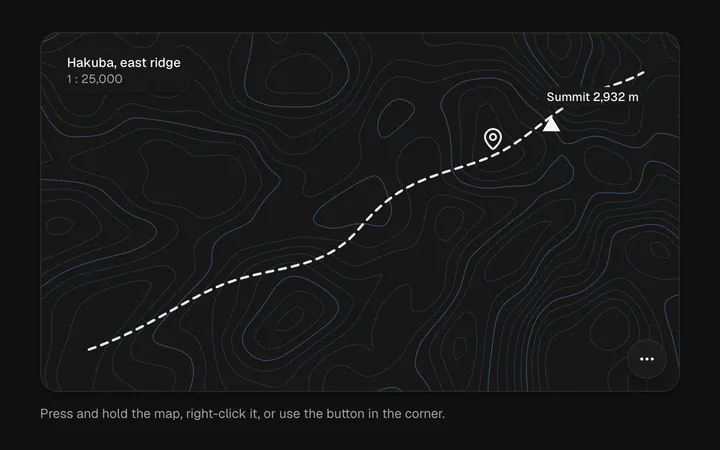 Hakuba, east ridge
1 : 25,000
Summit 2,932 m
Press and hold the map, right-click it, or use the button in the corner.